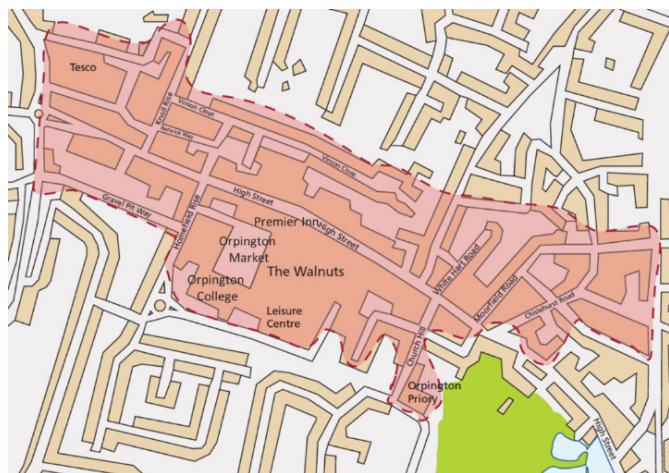 Tesco
Knoll Rise
Vinson Close
Berwick Way
Vinson Close
High Street
Gravel Pit Way
Homefield Rise
Premier Inn
High Street
Orpington
Market
The Walnuts
Orpington
College
Leisure
Centre
White Hart Road
Moorfield Road
Chislehurst Road
Church Hill
Orpington
Priory
High Street